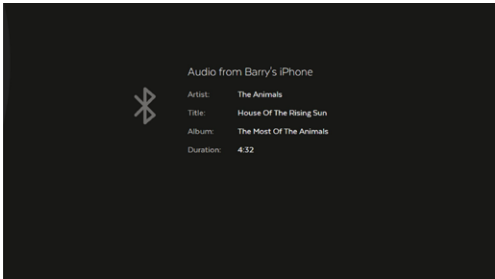 Audio from Barry's iPhone
Artist: The Animals
Title: House Of The Rising Sun
Album: The Most Of The Animals
Duration: 4:32